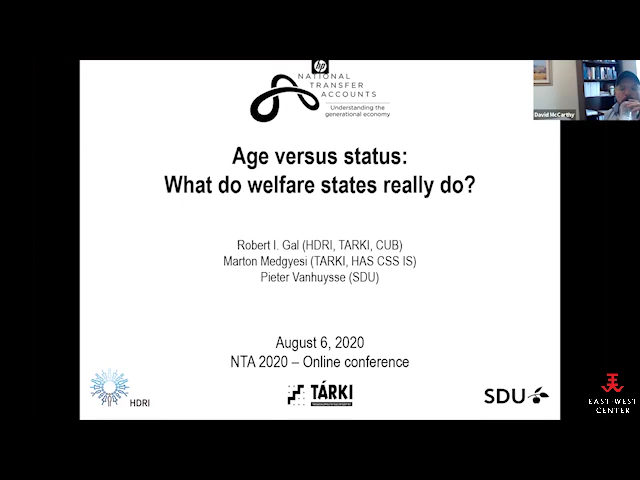 hp
NATIONAL
TRANSFER
ACCOUNTS
Understanding the
generational economy
David McCarthy
Age versus status:
What do welfare states really do?
Robert I. Gal (HDRI, TARKI, CUB)
Marton Medgyesi (TARKI, HAS CSS IS)
Pieter Vanhuysse (SDU)
August 6, 2020
NTA 2020 – Online conference
HDRI
TÁRKI
SDU
EAST-WEST
CENTER